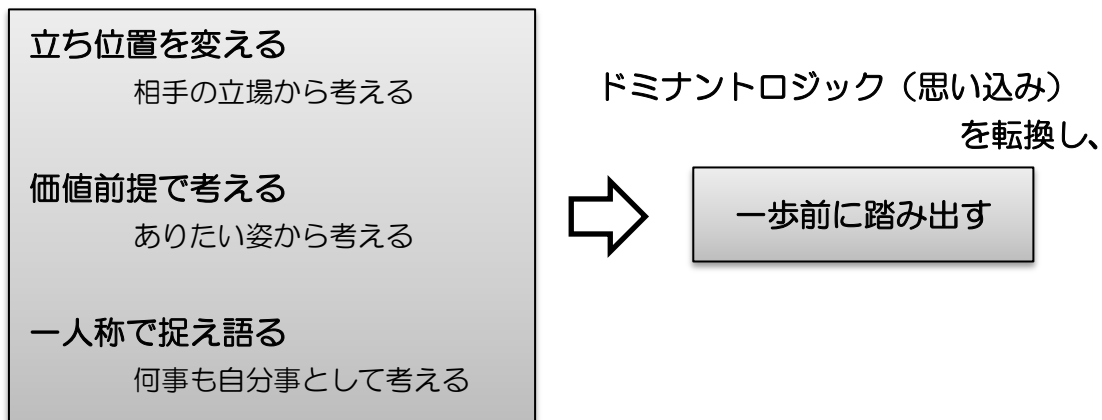 立ち位置を変える
相手の立場から考える
価値前提で考える
ありたい姿から考える
一人称で捉え語る
何事も自分事として考える
ドミナントロジック（思い込み）
を転換し、
一歩前に踏み出す